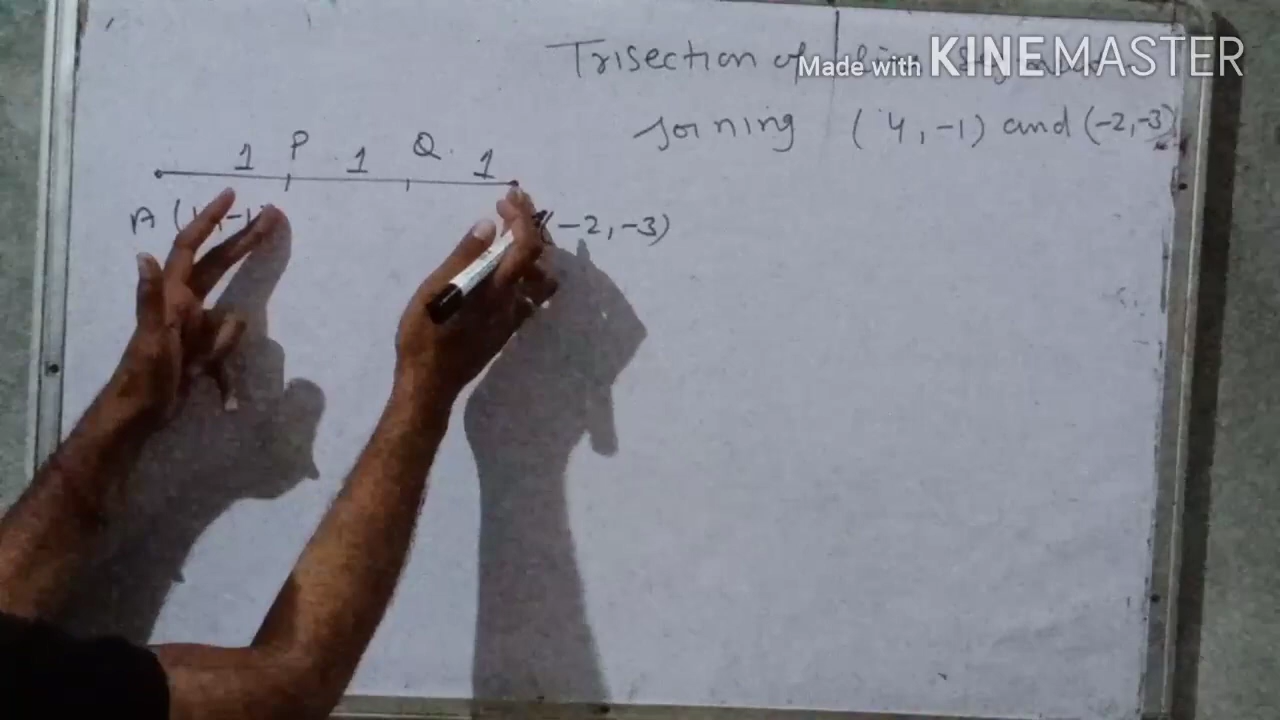 Made with KINEMASTER
Trisection of
Joining (4, -1) and (-2, -3)
1 P 1 Q 1
A (-2, -3)